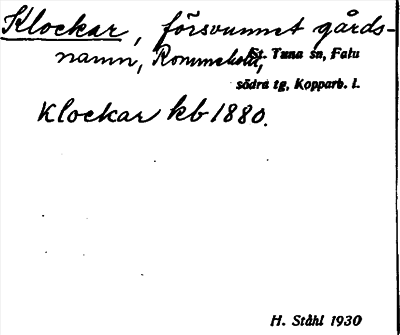 Klockar, försvunnet gårds-
namn, Rommehed, St. Tuna sn, Falu
södra tg, Kopparb. l.
Klockar kb 1880.
H. Ståhl 1930